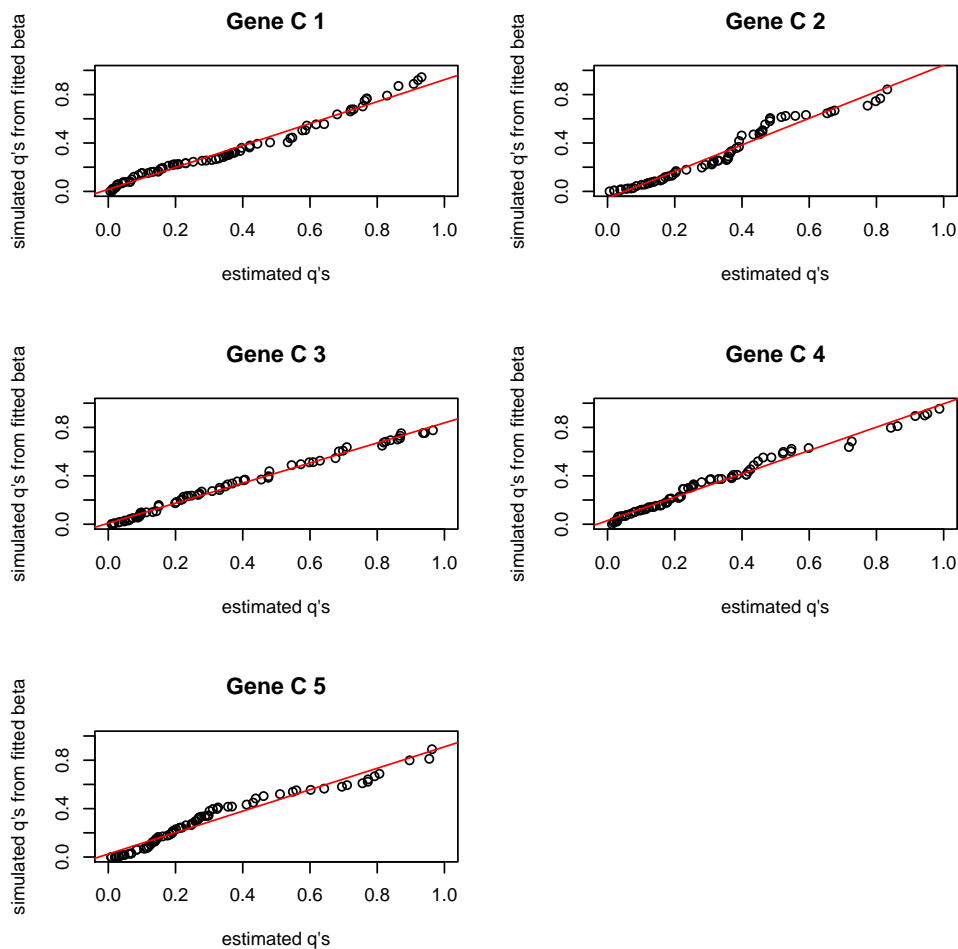 Gene C 1
simulated q's from fitted beta
0.0 0.4 0.8
0.0 0.2 0.4 0.6 0.8 1.0
estimated q's
Gene C 2
simulated q's from fitted beta
0.0 0.4 0.8
0.0 0.2 0.4 0.6 0.8 1.0
estimated q's
Gene C 3
simulated q's from fitted beta
0.0 0.4 0.8
0.0 0.2 0.4 0.6 0.8 1.0
estimated q's
Gene C 4
simulated q's from fitted beta
0.0 0.4 0.8
0.0 0.2 0.4 0.6 0.8 1.0
estimated q's
Gene C 5
simulated q's from fitted beta
0.0 0.4 0.8
0.0 0.2 0.4 0.6 0.8 1.0
estimated q's